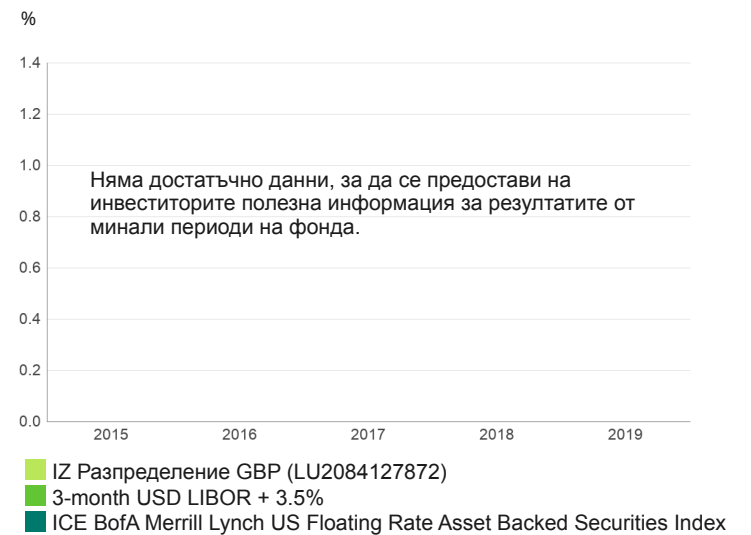 %
1.4
1.2
1.0
Няма достатъчно данни, за да се предостави на
инвеститорите полезна информация за резултатите от
минали периоди на фонда.
0.8
0.6
0.4
0.2
0.0
2015 2016 2017 2018 2019
IZ Разпределение GBP (LU2084127872)
3-month USD LIBOR + 3.5%
ICE BofA Merrill Lynch US Floating Rate Asset Backed Securities Index